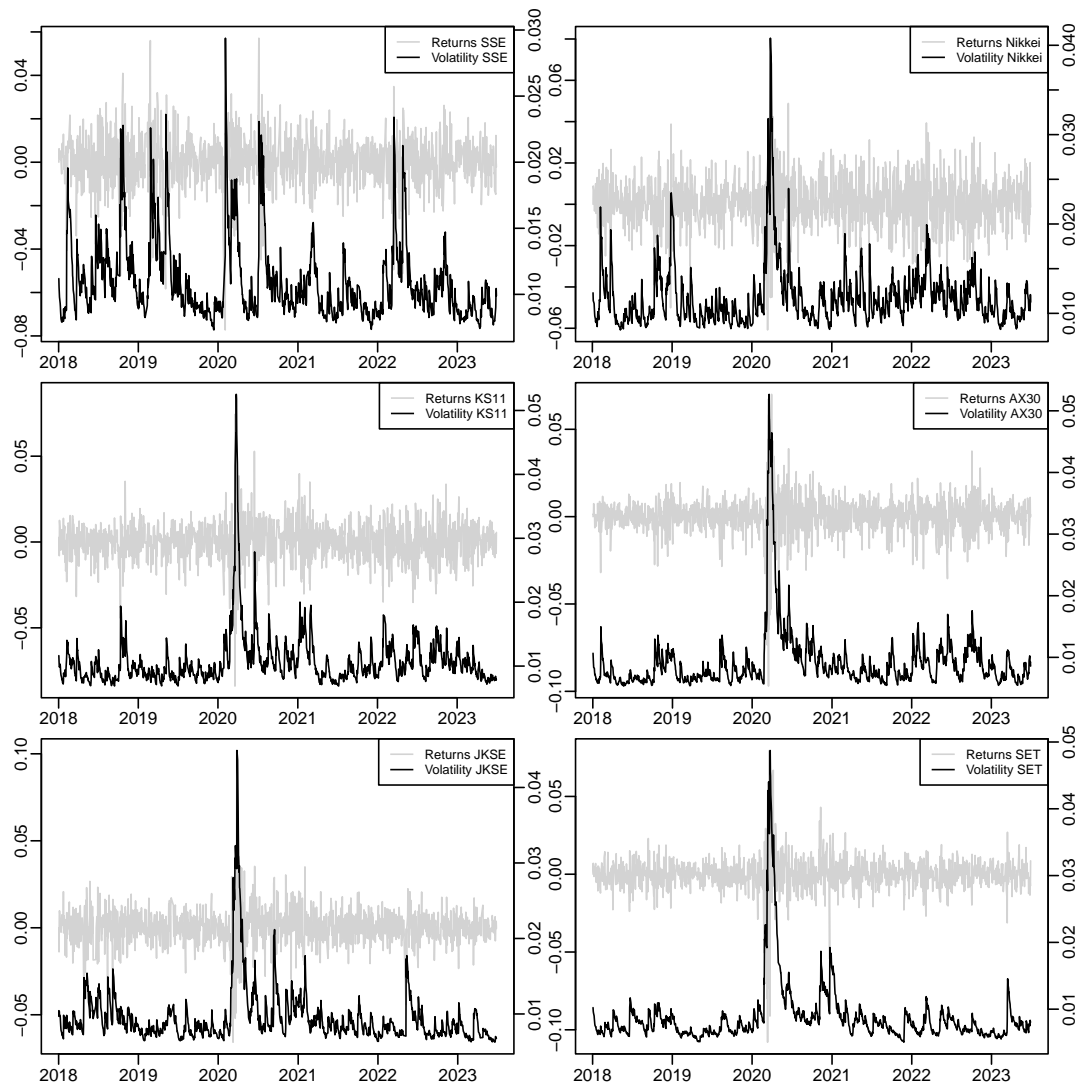 Returns SSE
Volatility SSE
−0.08
−0.04
0.00
0.04
0.010
0.015
0.020
0.025
0.030
2018 2019 2020 2021 2022 2023
Returns Nikkei
Volatility Nikkei
−0.06
−0.02
0.02
0.06
0.010
0.020
0.030
0.040
2018 2019 2020 2021 2022 2023
Returns KS11
Volatility KS11
−0.05
0.00
0.05
0.01
0.02
0.03
0.04
0.05
2018 2019 2020 2021 2022 2023
Returns AX30
Volatility AX30
−0.10
−0.05
0.00
0.05
0.01
0.02
0.03
0.04
0.05
2018 2019 2020 2021 2022 2023
Returns JKSE
Volatility JKSE
−0.05
0.00
0.05
0.10
0.01
0.02
0.03
0.04
2018 2019 2020 2021 2022 2023
Returns SET
Volatility SET
−0.10
−0.05
0.00
0.05
0.01
0.02
0.03
0.04
0.05
2018 2019 2020 2021 2022 2023